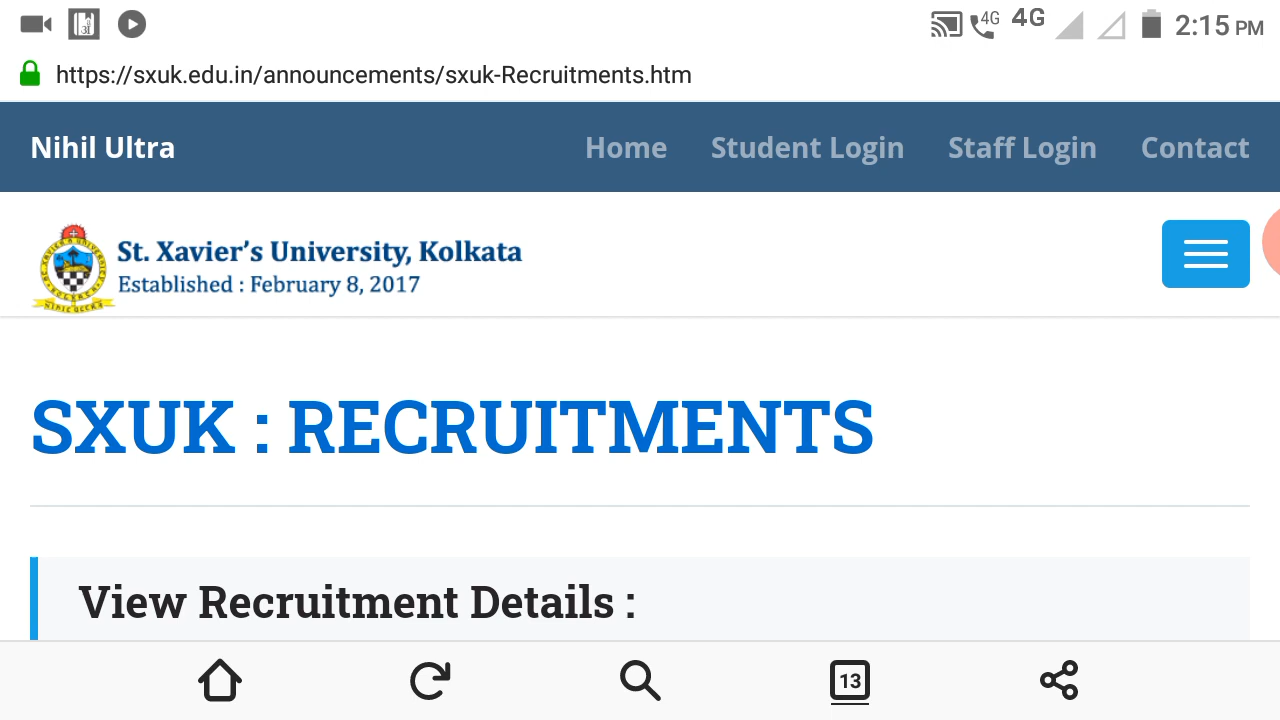 4G 4G 2:15 PM
https://sxuk.edu.in/announcements/sxuk-Recruitments.htm
Nihil Ultra Home Student Login Staff Login Contact
St. Xavier's University, Kolkata
Established : February 8, 2017
SXUK : RECRUITMENTS
View Recruitment Details :
13